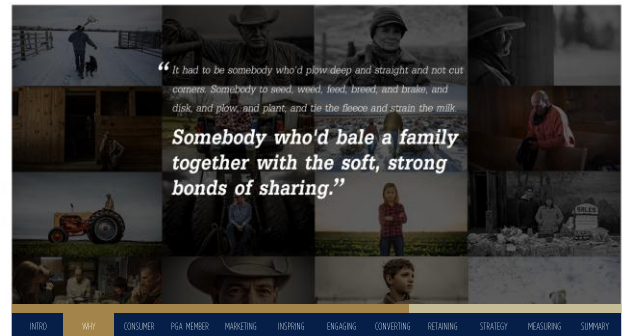 “ It had to be somebody who'd plow deep and straight and not cut
corners. Somebody to seed, weed, feed, breed, and brake, and
disk, and plow, and plant, and tie the fleece and strain the milk.
Somebody who'd bale a family
together with the soft, strong
bonds of sharing.”
SALES
INTRO WHY CONSUMER PGA MEMBER MARKETING INSPRING ENGAGING CONVERTING RETAINING STRATEGY MEASURING SUMMARY